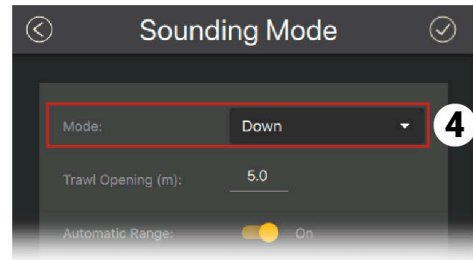 Sounding Mode
Mode: Down 4
Trawl Opening (m): 5.0
Automatic Range: On